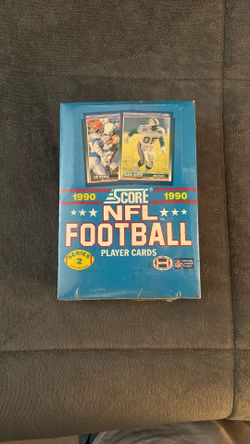 1990
SCORE
1990
NFL
FOOTBALL
PLAYER CARDS
SERIES
2